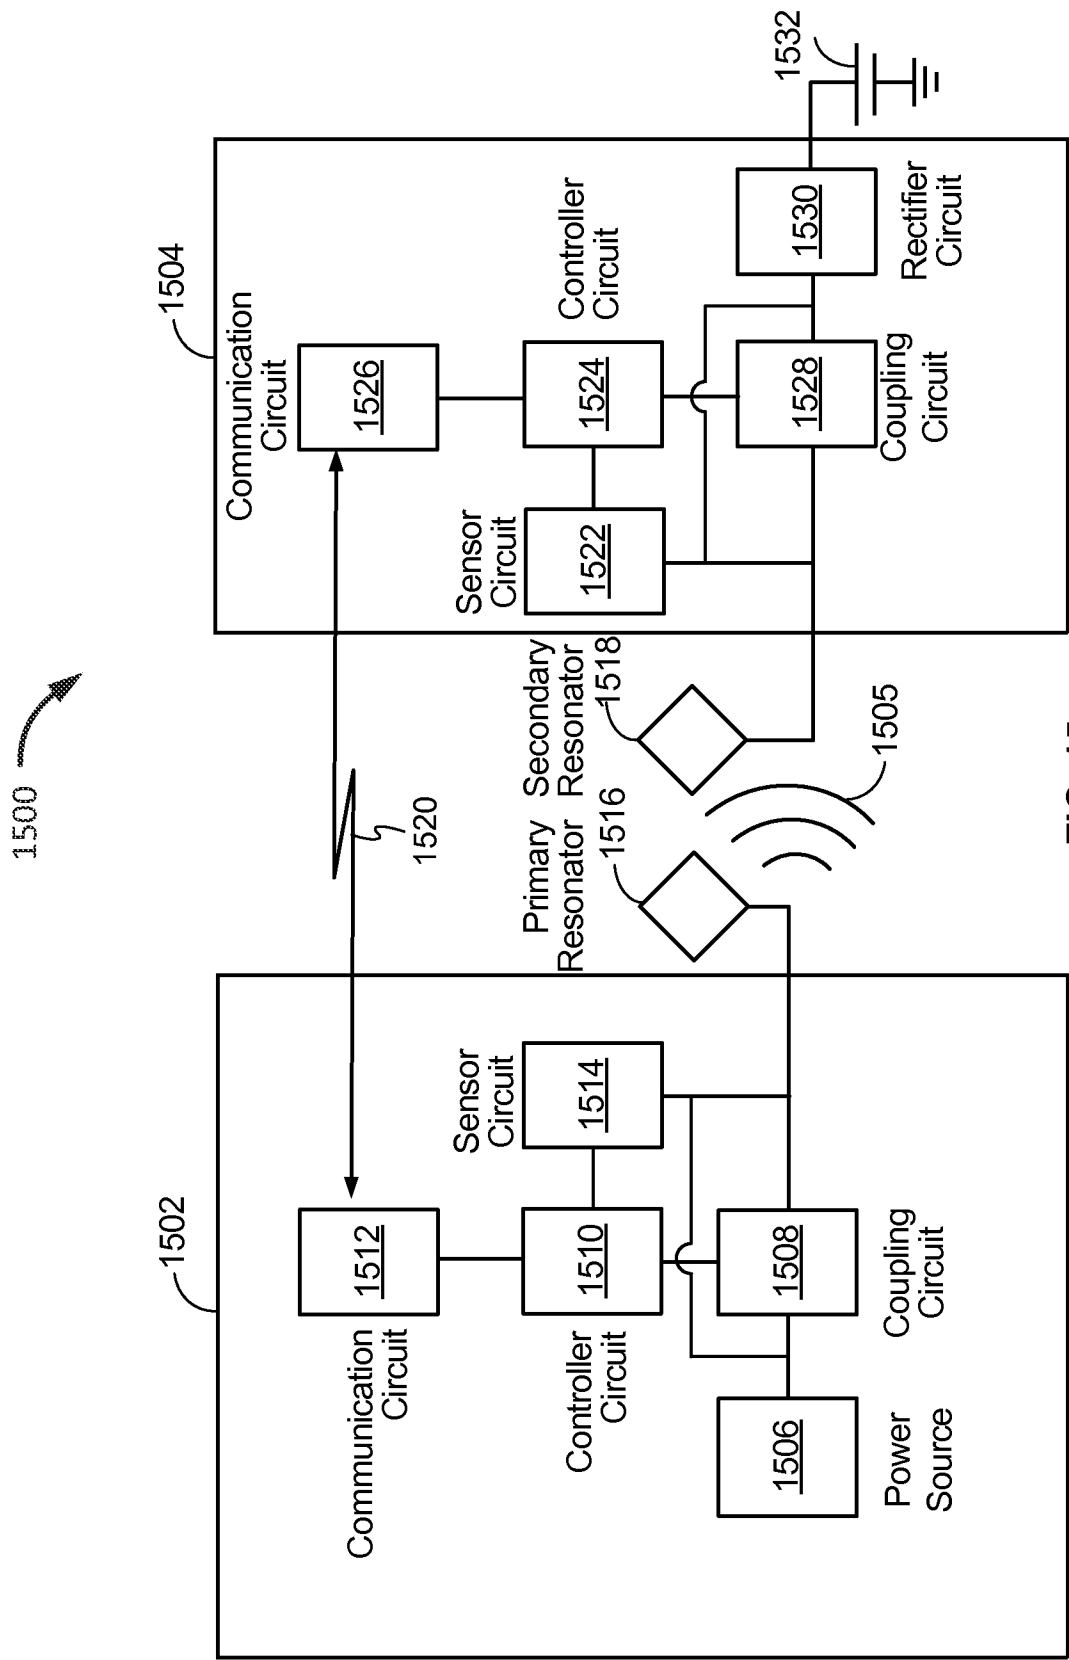 1500
1502
1504
Communication
Circuit
1512
1520
Communication
Circuit
1526
Controller
Circuit
1510
Sensor
Circuit
1514
Primary
Resonator
1516
Secondary
Resonator
1518
Sensor
Circuit
1522
1524
Controller
Circuit
1506
Power
Source
1508
Coupling
Circuit
1505
1528
Coupling
Circuit
1530
Rectifier
Circuit
1532